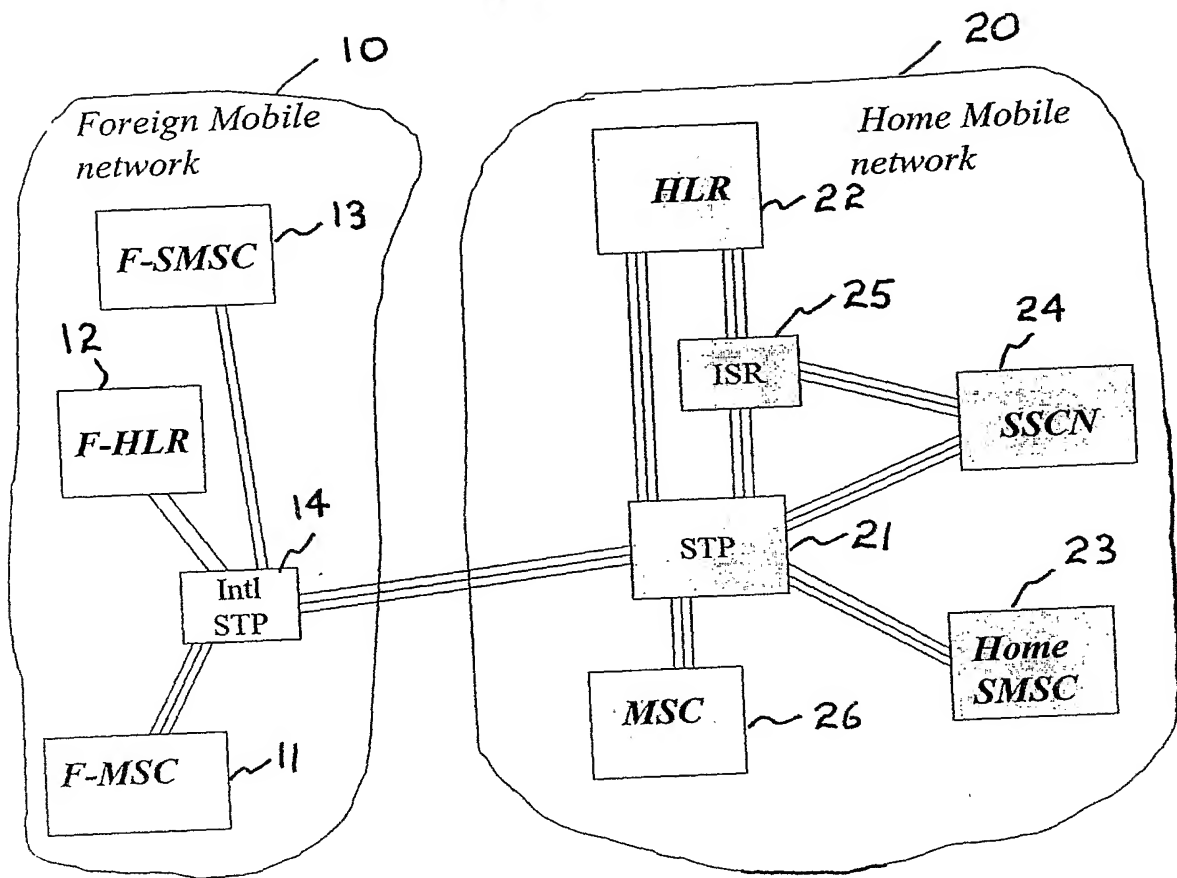 10
20
Foreign Mobile
network
Home Mobile
network
HLR
22
13
F-SMSC
25
24
12
ISR
SSCN
F-HLR
14
STP
21
23
Intl
STP
Home
SMSC
MSC
26
F-MSC
11